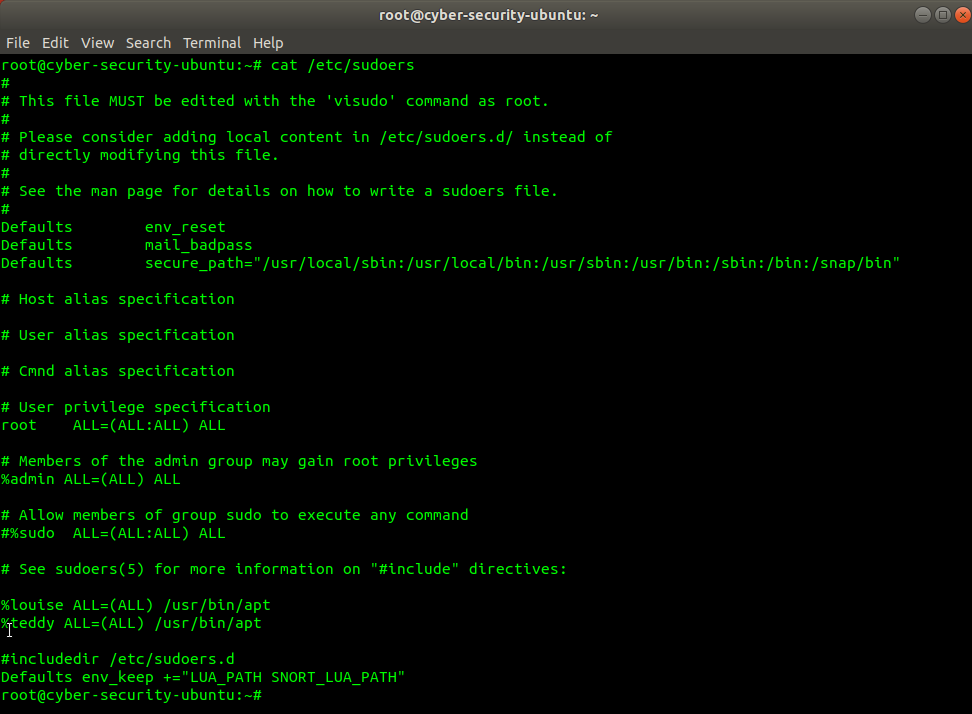 root@cyber-security-ubuntu: ~
File Edit View Search Terminal Help
root@cyber-security-ubuntu:~# cat /etc/sudoers
#
# This file MUST be edited with the 'visudo' command as root.
#
# Please consider adding local content in /etc/sudoers.d/ instead of
# directly modifying this file.
#
# See the man page for details on how to write a sudoers file.
#
Defaults        env_reset
Defaults        mail_badpass
Defaults        secure_path="/usr/local/sbin:/usr/local/bin:/usr/sbin:/usr/bin:/sbin:/bin:/snap/bin"
# Host alias specification
# User alias specification
# Cmnd alias specification
# User privilege specification
root    ALL=(ALL:ALL) ALL
# Members of the admin group may gain root privileges
%admin ALL=(ALL) ALL
# Allow members of group sudo to execute any command
#%sudo  ALL=(ALL:ALL) ALL
# See sudoers(5) for more information on "#include" directives:
%louise ALL=(ALL) /usr/bin/apt
%teddy ALL=(ALL) /usr/bin/apt
#includedir /etc/sudoers.d
Defaults env_keep +="LUA_PATH SNORT_LUA_PATH"
root@cyber-security-ubuntu:~#